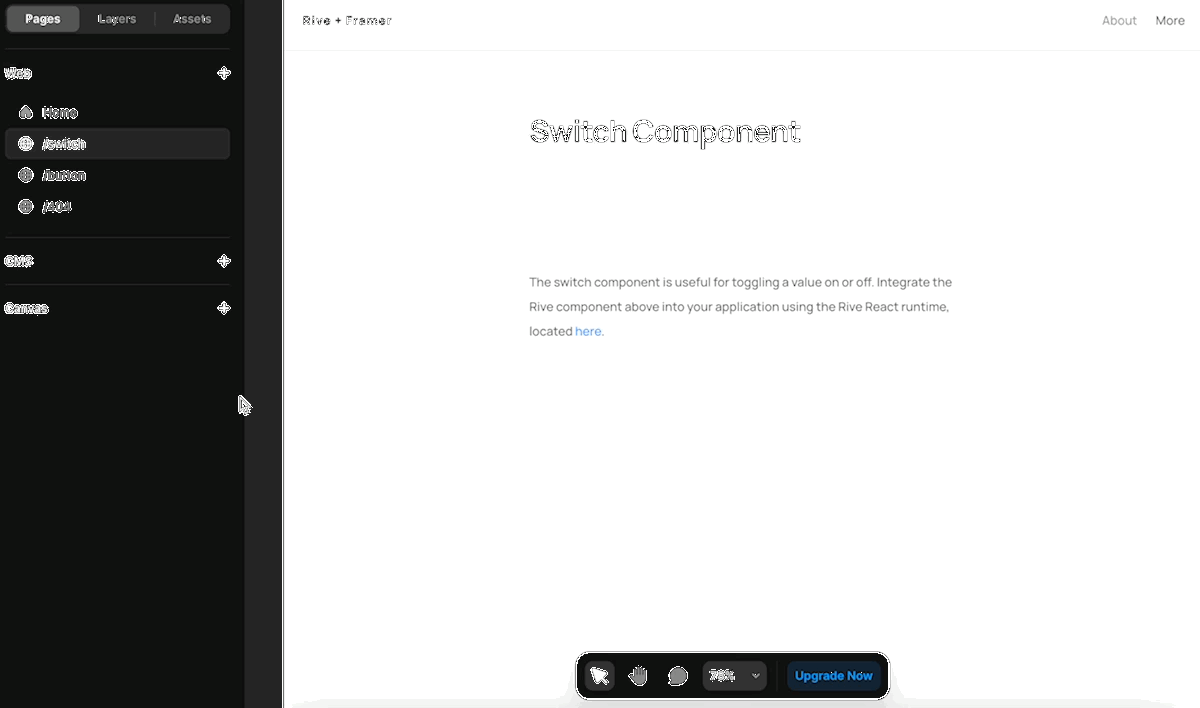 Pages Layers Assets
Web
Home
/switch
/button
/404
CMS
Canvas
Rive + Framer
About More
Switch Component
The switch component is useful for toggling a value on or off. Integrate the
Rive component above into your application using the Rive React runtime,
located here.
Upgrade Now